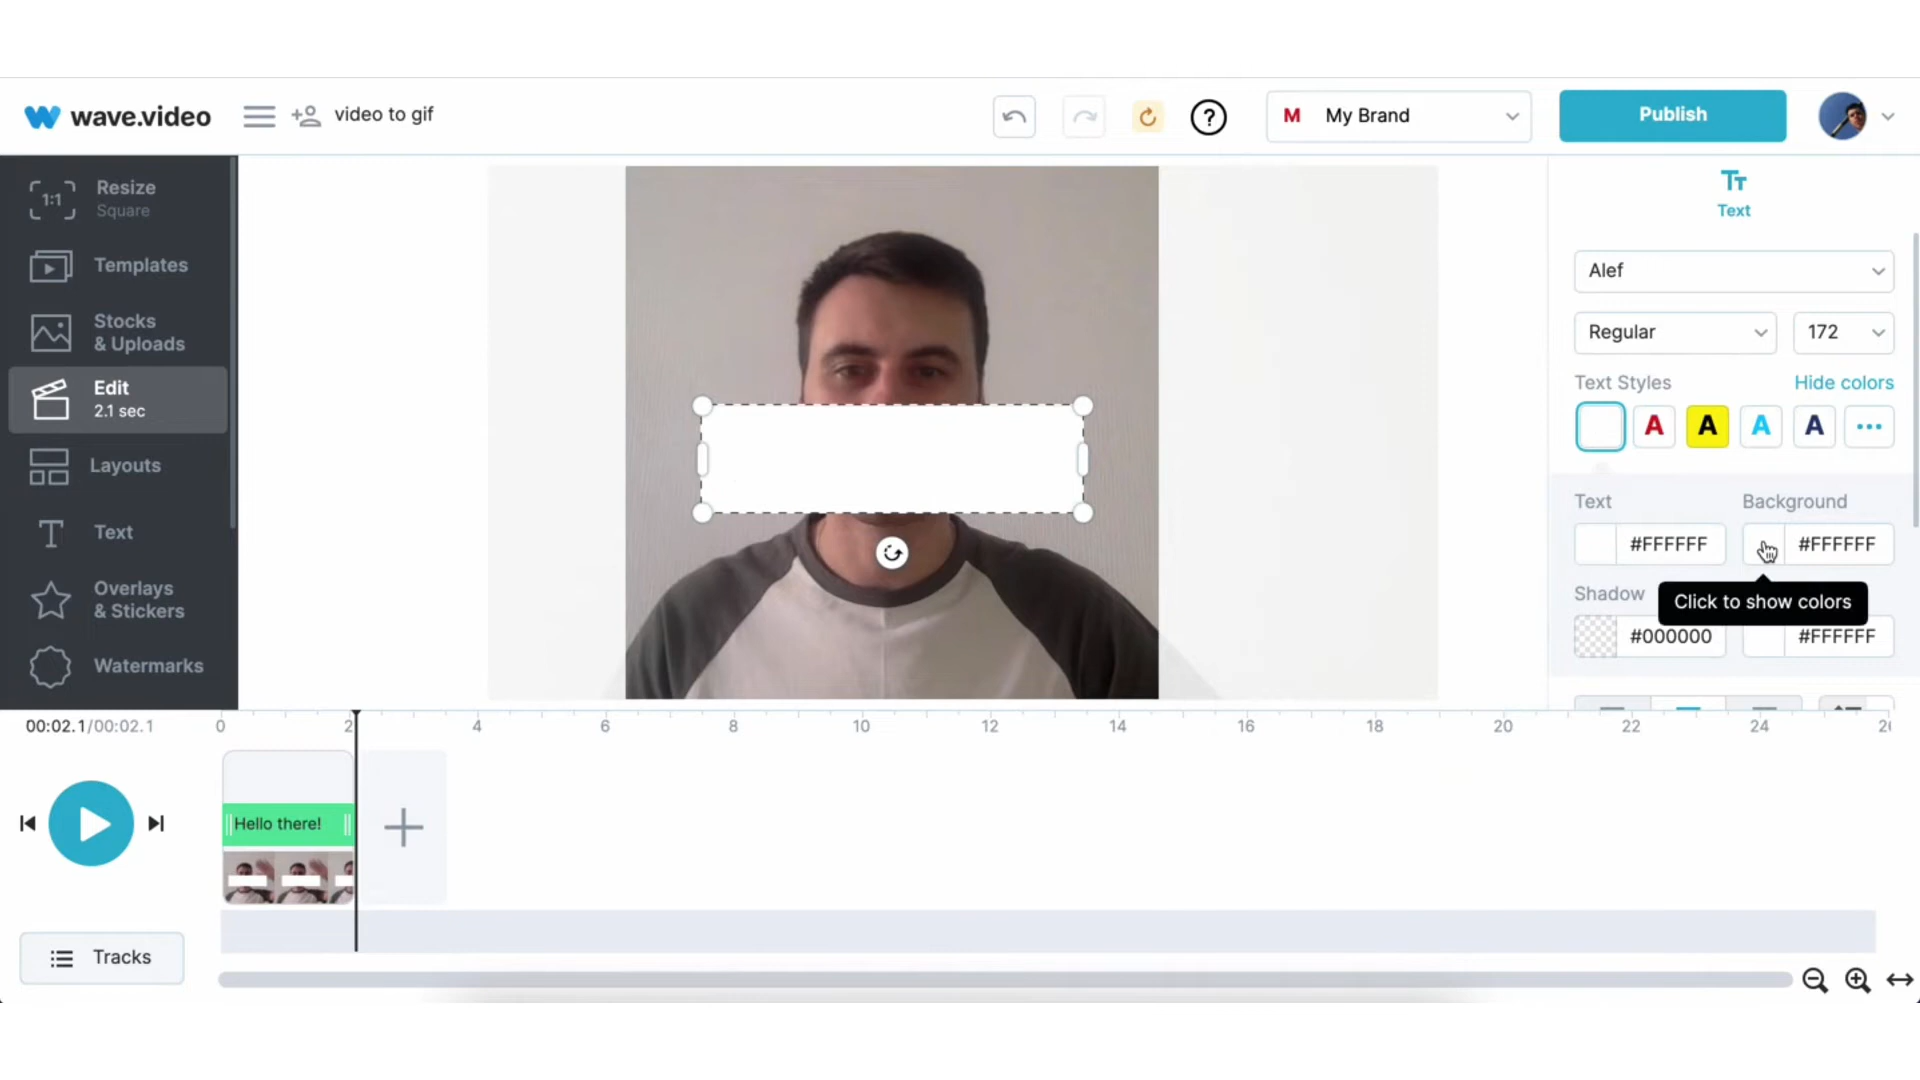 wave.video
video to gif
?
M My Brand
Publish
1:1
Resize
Square
Templates
Stocks
& Uploads
Edit
2.1 sec
Layouts
Text
Overlays
& Stickers
Watermarks
Text
Alef
Regular
172
Text Styles
Hide colors
A A A A
Text
Background
#FFFFFF
#FFFFFF
Shadow
Click to show colors
#000000
#FFFFFF
00:02.1/00:02.1
0 2 4 6 8 10 12 14 16 18 20 22 24
Hello there!
Tracks